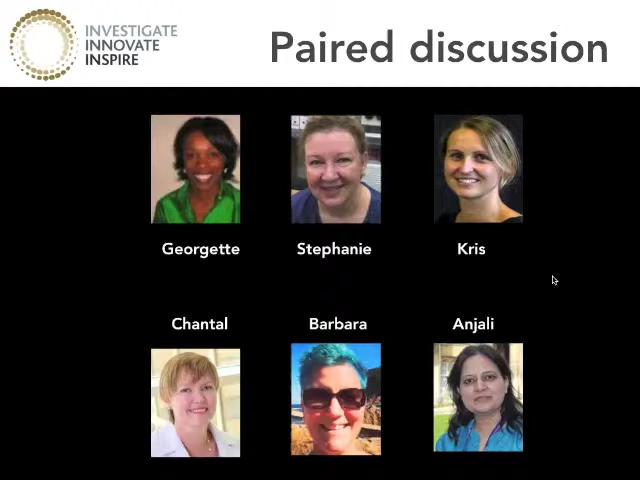 INVESTIGATE
INNOVATE
INSPIRE
Paired discussion
Georgette
Stephanie
Kris
Chantal
Barbara
Anjali